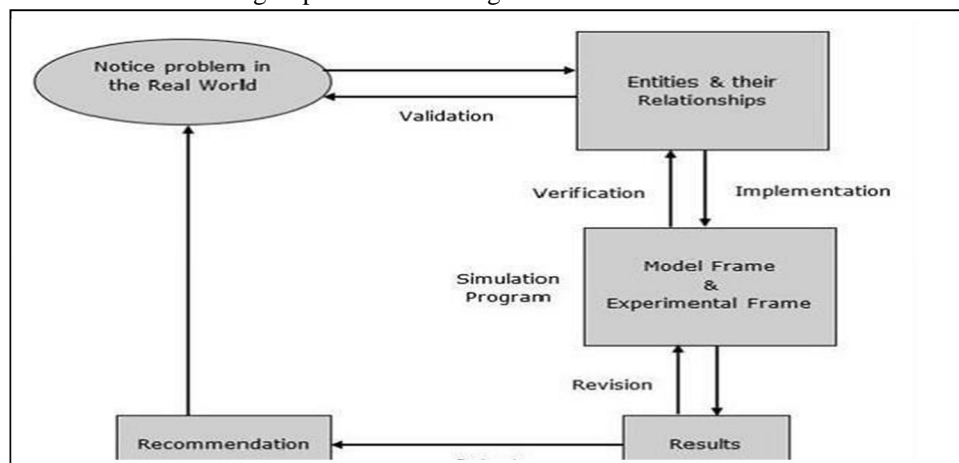 Notice problem in
the Real World
Entities & their
Relationships
Validation
Verification
Implementation
Simulation
Program
Model Frame
&
Experimental Frame
Revision
Recommendation
Results